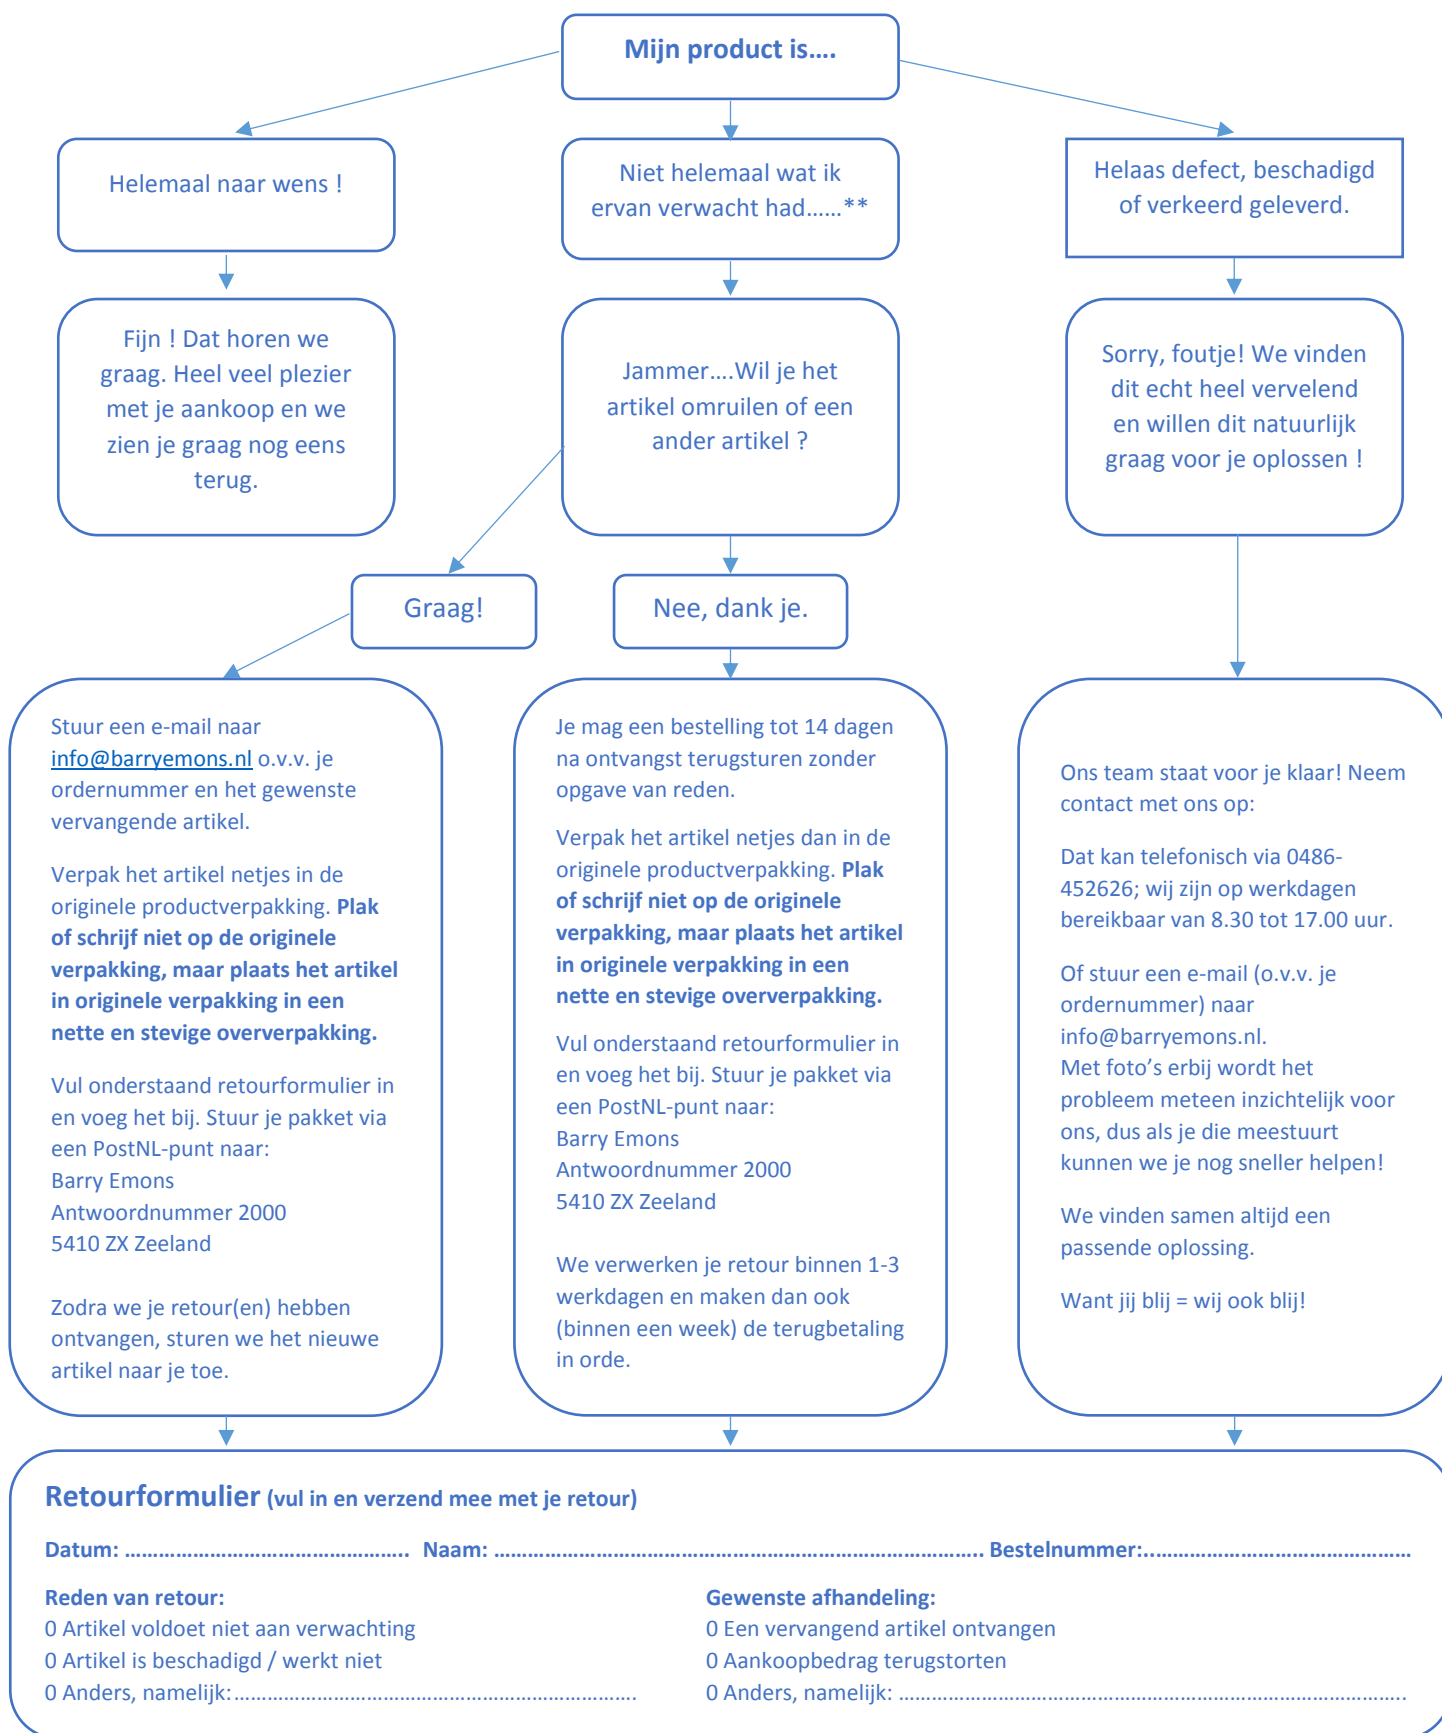 Mijn product is….
Helemaal naar wens !
Niet helemaal wat ik
ervan verwacht had……**
Helaas defect, beschadigd
of verkeerd geleverd.
Fijn ! Dat horen we
graag. Heel veel plezier
met je aankoop en we
zien je graag nog eens
terug.
Jammer….Wil je het
artikel omruilen of een
ander artikel ?
Sorry, foutje! We vinden
dit echt heel vervelend
en willen dit natuurlijk
graag voor je oplossen !
Graag!
Nee, dank je.
Stuur een e-mail naar
info@barryemons.nl o.v.v. je
ordernummer en het gewenste
vervangende artikel.
Verpak het artikel netjes in de
originele productverpakking. Plak
of schrijf niet op de originele
verpakking, maar plaats het artikel
in originele verpakking in een
nette en stevige oververpakking.
Vul onderstaand retourformulier in
en voeg het bij. Stuur je pakket via
een PostNL-punt naar:
Barry Emons
Antwoordnummer 2000
5410 ZX Zeeland
Zodra we je retour(en) hebben
ontvangen, sturen we het nieuwe
artikel naar je toe.
Je mag een bestelling tot 14 dagen
na ontvangst terugsturen zonder
opgave van reden.
Verpak het artikel netjes dan in de
originele productverpakking. Plak
of schrijf niet op de originele
verpakking, maar plaats het artikel
in originele verpakking in een
nette en stevige oververpakking.
Vul onderstaand retourformulier in
en voeg het bij. Stuur je pakket via
een PostNL-punt naar:
Barry Emons
Antwoordnummer 2000
5410 ZX Zeeland
We verwerken je retour binnen 1-3
werkdagen en maken dan ook
(binnen een week) de terugbetaling
in orde.
Ons team staat voor je klaar! Neem
contact met ons op:
Dat kan telefonisch via 0486-
452626; wij zijn op werkdagen
bereikbaar van 8.30 tot 17.00 uur.
Of stuur een e-mail (o.v.v. je
ordernummer) naar
info@barryemons.nl.
Met foto's erbij wordt het
probleem meteen inzichtelijk voor
ons, dus als je die meestuurt
kunnen we je nog sneller helpen!
We vinden samen altijd een
passende oplossing.
Want jij blij = wij ook blij!
Retourformulier (vul in en verzend mee met je retour)
Datum: ………………………………………….. Naam: …………………………………………………………………………….. Bestelnummer:..………………………………………
Reden van retour:
0 Artikel voldoet niet aan verwachting
0 Artikel is beschadigd / werkt niet
0 Anders, namelijk:……………………………………………………………….
Gewenste afhandeling:
0 Een vervangend artikel ontvangen
0 Aankoopbedrag terugstorten
0 Anders, namelijk: ………………………………………………………………………………..